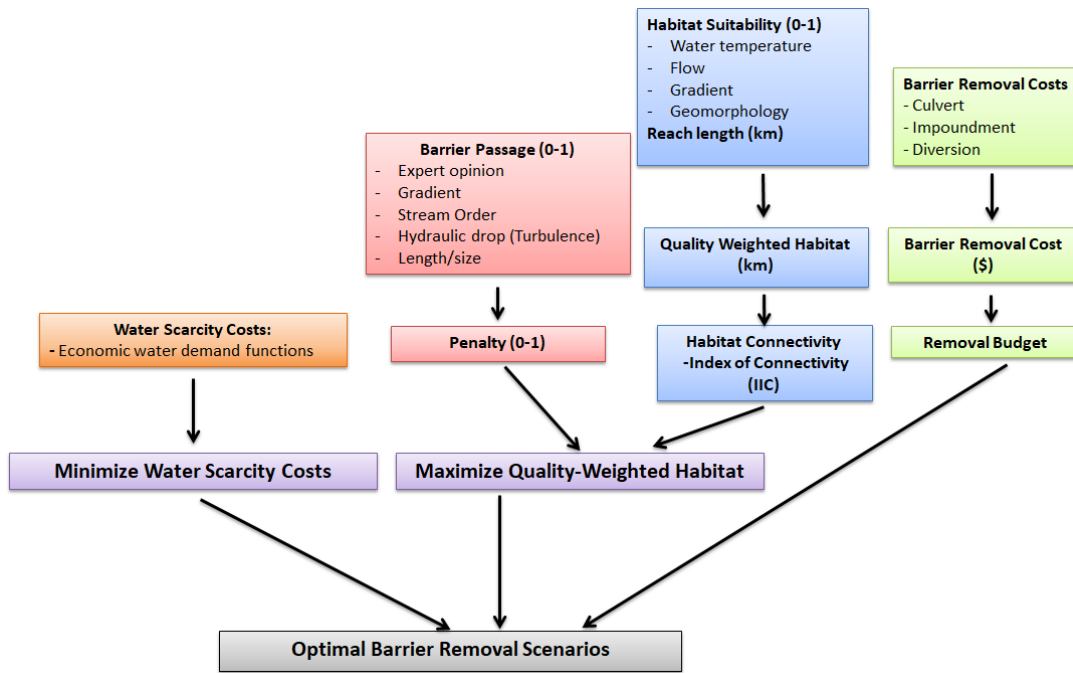 Habitat Suitability (0-1)
- Water temperature
- Flow
- Gradient
- Geomorphology
Reach length (km)
Barrier Removal Costs
- Culvert
- Impoundment
- Diversion
Barrier Passage (0-1)
- Expert opinion
- Gradient
- Stream Order
- Hydraulic drop (Turbulence)
- Length/size
Quality Weighted Habitat
(km)
Barrier Removal Cost
($)
Water Scarcity Costs:
- Economic water demand functions
Penalty (0-1)
Habitat Connectivity
-Index of Connectivity
(IIC)
Removal Budget
Minimize Water Scarcity Costs
Maximize Quality-Weighted Habitat
Optimal Barrier Removal Scenarios